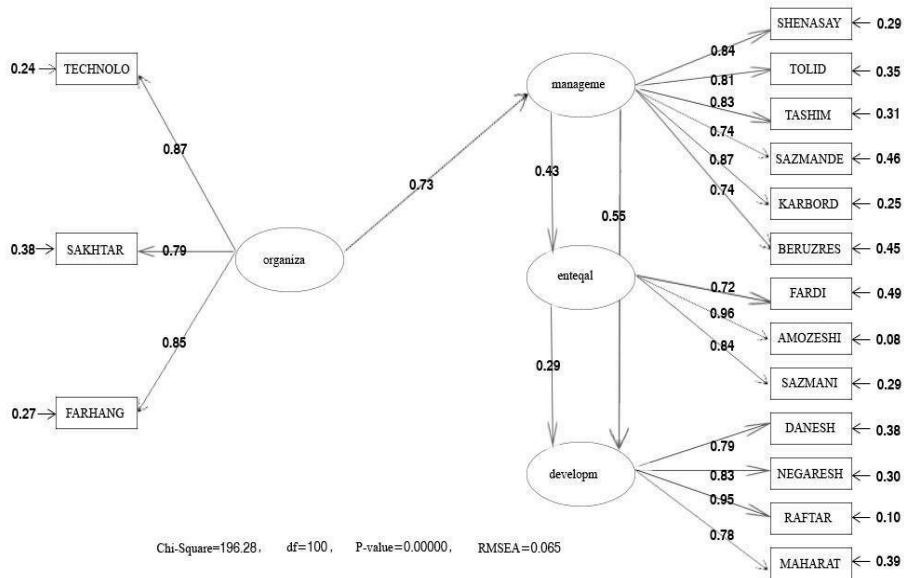 SHENASAY 0.29
0.24 TECHNOLO
manageme
0.84
TOLID 0.35
0.81
0.83
TASHIM 0.31
0.74
SAZMANDE 0.46
0.87
0.87
0.43
0.73
0.74
KARBORD 0.25
0.55
0.38 SAKHTAR
0.79
organiza
BERUZRES 0.45
enteqal
0.72
FARDI 0.49
0.96
AMOZESHI 0.08
0.85
0.84
0.29
SAZMANI 0.29
0.27 FARHANG
DANESH 0.38
0.79
developm
0.83
NEGARESH 0.30
0.95
RAFTAR 0.10
0.78
MAHARAT 0.39
Chi-Square=196.28, df=100, P-value=0.00000, RMSEA=0.065